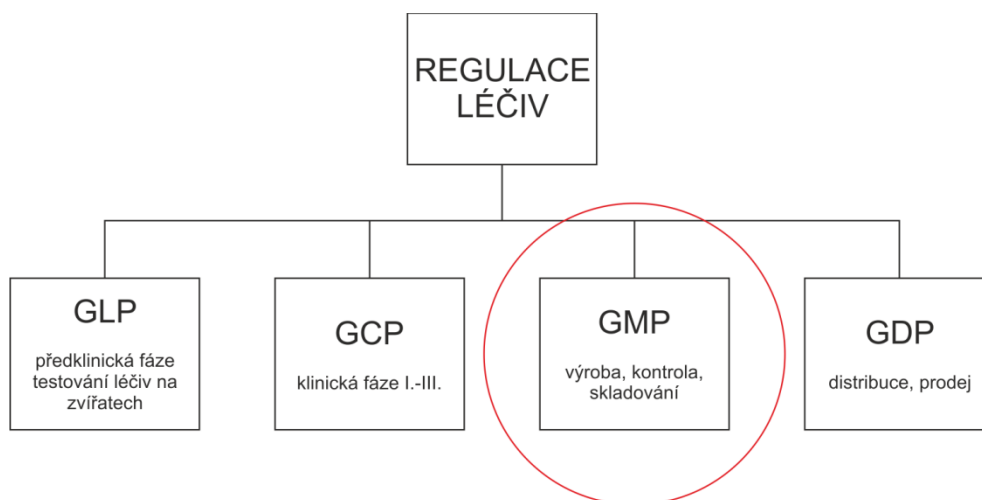 REGULACE
LÉČIV
GLP
předklinická fáze
testování léčiv na
zvířatech
GCP
klinická fáze I.-III.
GMP
výroba, kontrola,
skladování
GDP
distribuce, prodej